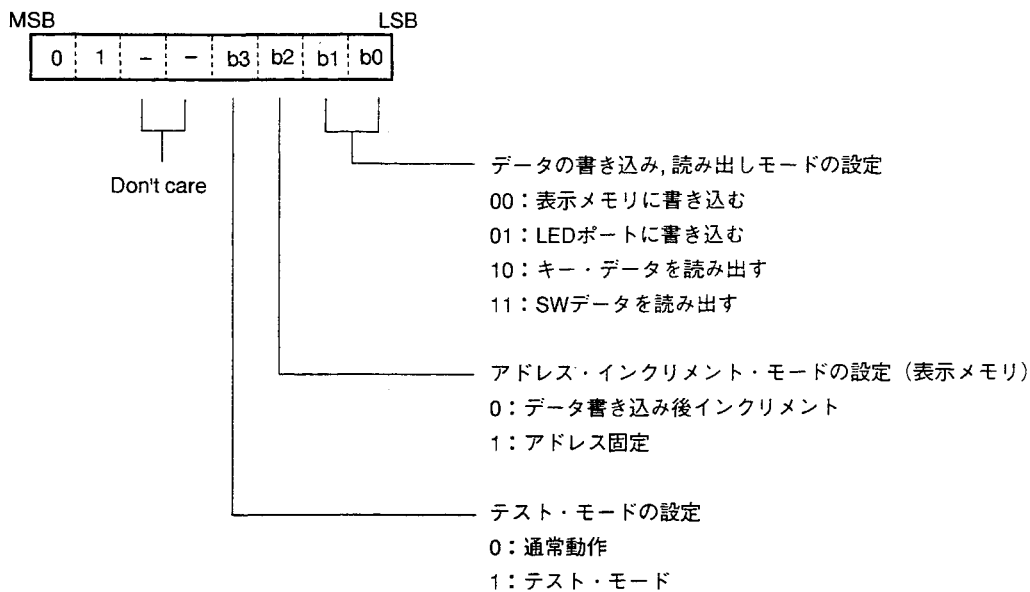 MSB LSB
0 1 – – b3 b2 b1 b0
Don't care
データの書き込み, 読み出しモードの設定
00：表示メモリに書き込む
01：LEDポートに書き込む
10：キー・データを読み出す
11：SWデータを読み出す
アドレス・インクリメント・モードの設定（表示メモリ）
0：データ書き込み後インクリメント
1：アドレス固定
テスト・モードの設定
0：通常動作
1：テスト・モード